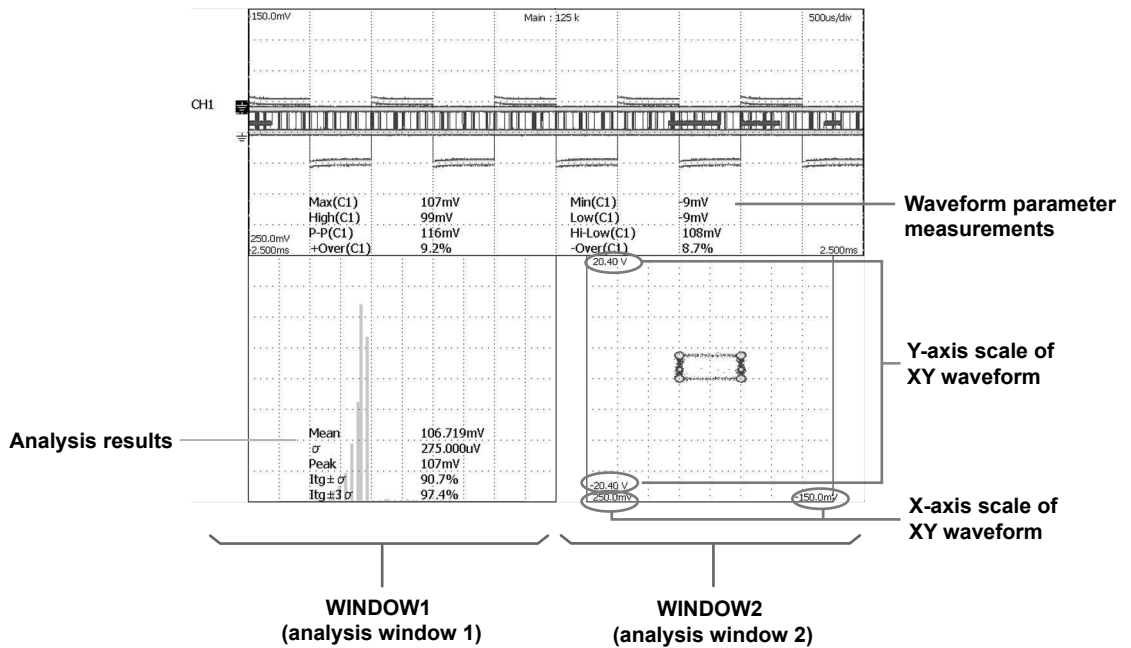 -150.0mV Main : 125 k 500us/div
CH1
Max(C1) 107mV Min(C1) -9mV
High(C1) 99mV Low(C1) -9mV
P-P(C1) 116mV Hi-Low(C1) 108mV
+Over(C1) 9.2% -Over(C1) 8.7%
250.0mV
-2.500ms 2.500ms
Waveform parameter
measurements
20.40 V
Y-axis scale of
XY waveform
Analysis results
Mean 106.719mV
σ 275.000uV
Peak 107mV
Itg± σ 90.7%
Itg±3 σ 97.4%
-20.40 V
-250.0mV -150.0mV
X-axis scale of
XY waveform
WINDOW1
(analysis window 1)
WINDOW2
(analysis window 2)